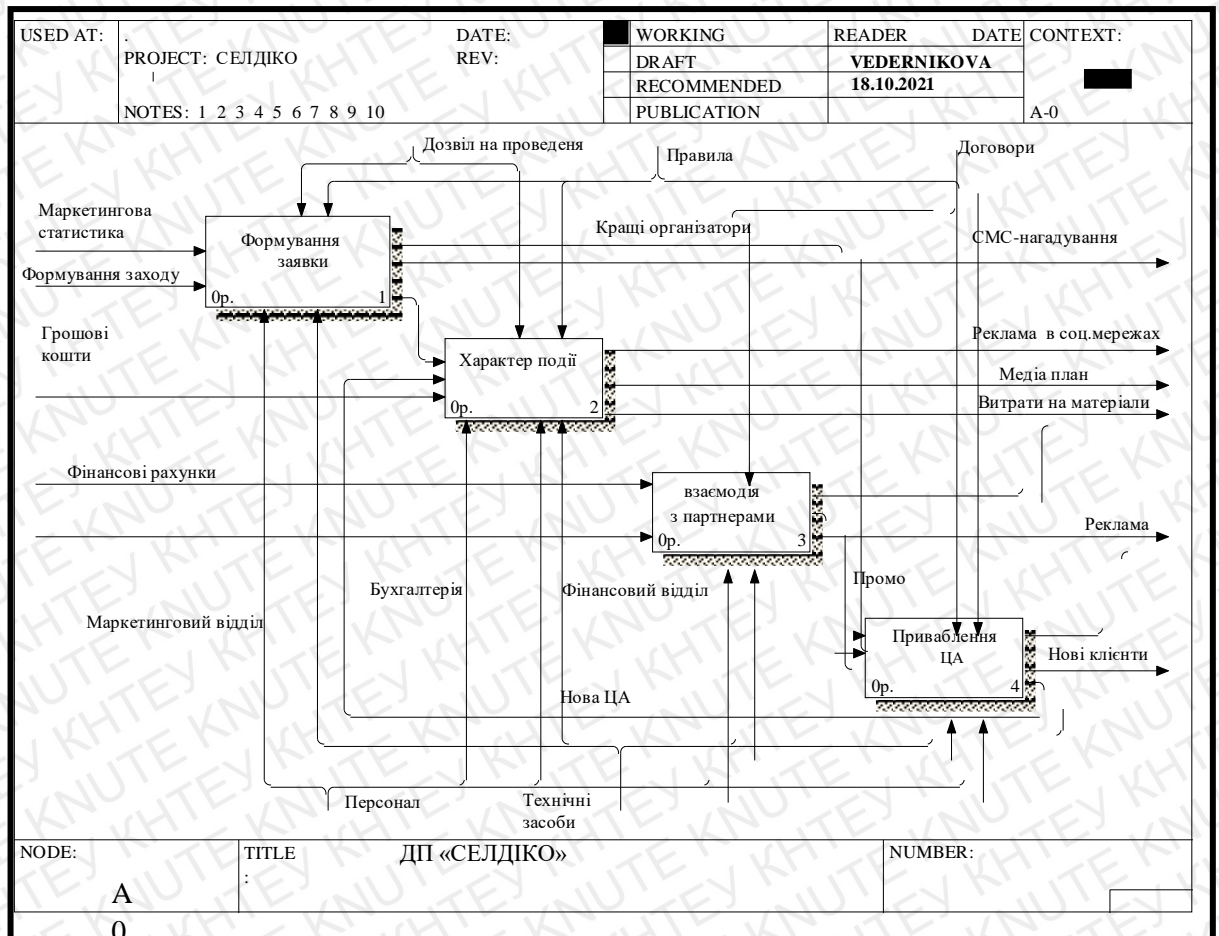 USED AT:
.
PROJECT: СЕЛДІКО
DATE:
REV:
NOTES: 1 2 3 4 5 6 7 8 9 10
WORKING
DRAFT
RECOMMENDED
PUBLICATION
READER DATE
VEDERNIKOVA
18.10.2021
CONTEXT:
A-0
Дозвіл на проведеня
Правила
Договори
Маркетингова
статистика
Кращі організатори
СМС-нагадування
Формування
заявки
Формування заходу
0р. 1
Грошові
кошти
Реклама в соц.мережах
Характер події
Медіа план
Витрати на матеріали
0р. 2
Фінансові рахунки
взаємодія
з партнерами
Реклама
0р. 3
Промо
Бухгалтерія
Фінансовий відділ
Маркетинговий відділ
Приваблення
ЦА
Нові клієнти
0р. 4
Нова ЦА
Персонал
Технічні
засоби
NODE:
A
0
TITLE
:
ДП «СЕЛДІКО»
NUMBER:
KNUTE КНТЕУ